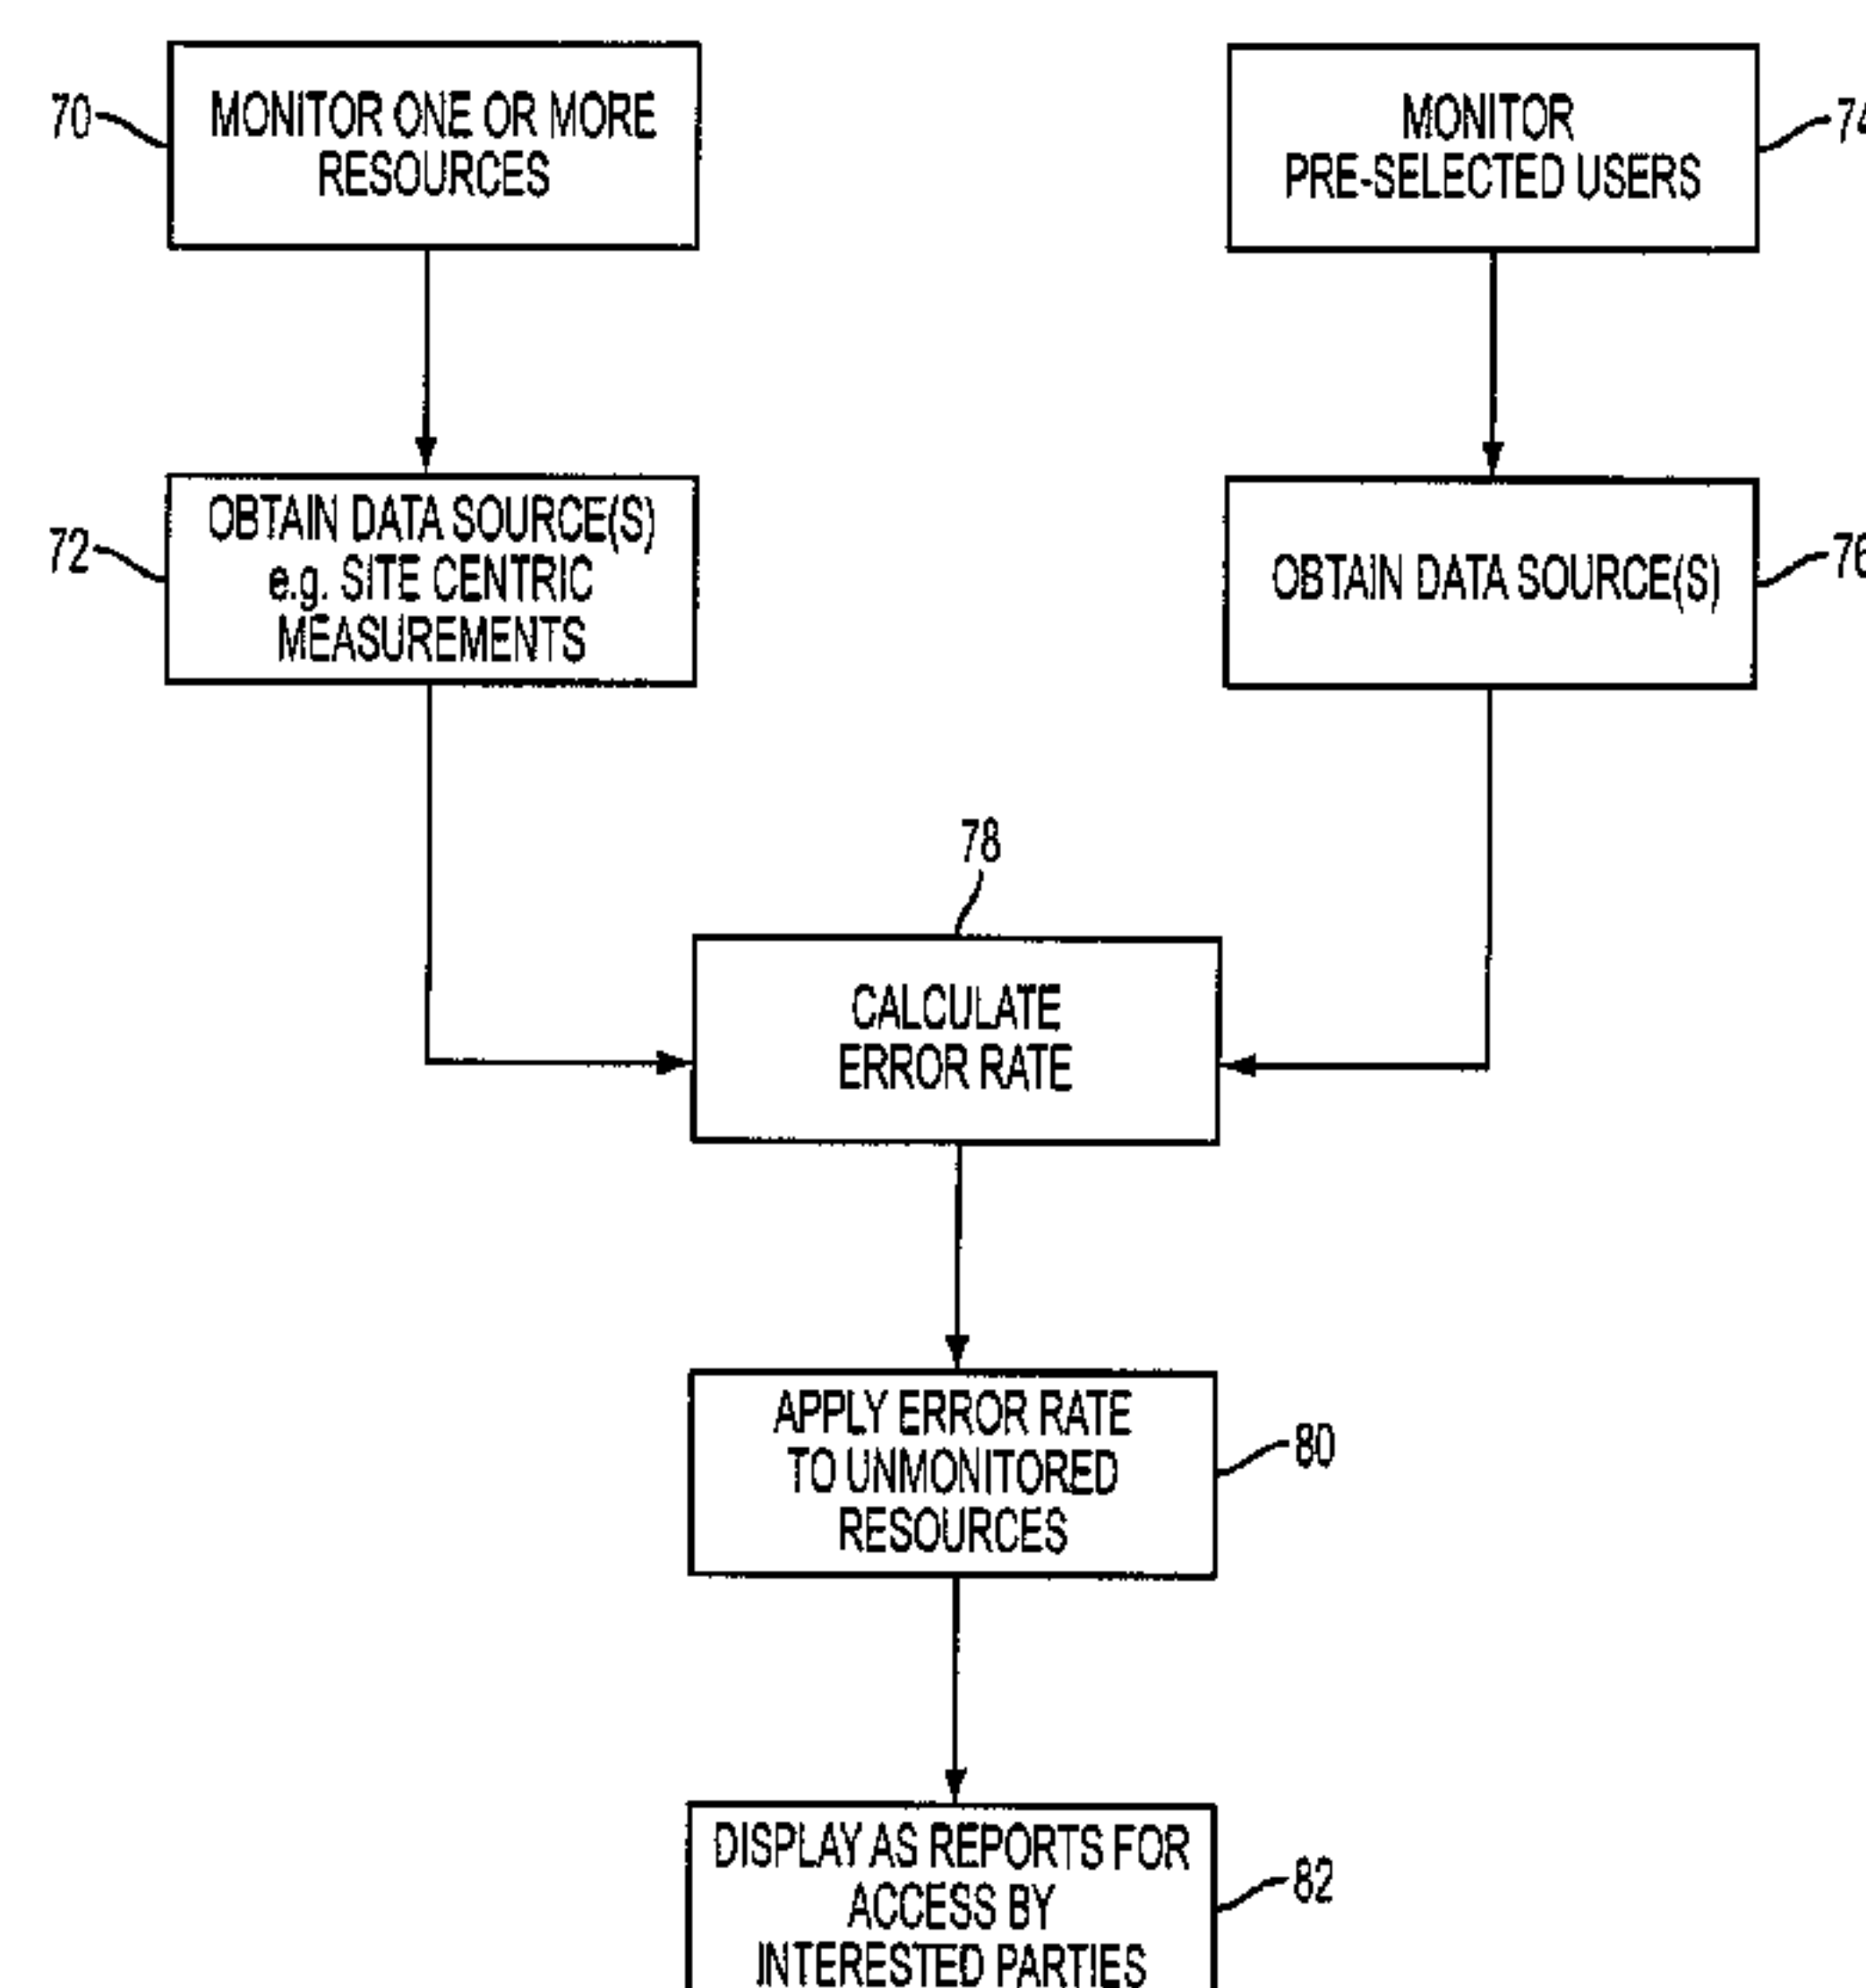 70
MONITOR ONE OR MORE
RESOURCES
MONITOR
PRE-SELECTED USERS
74
72
OBTAIN DATA SOURCE(S)
e.g. SITE CENTRIC
MEASUREMENTS
OBTAIN DATA SOURCE(S)
76
78
CALCULATE
ERROR RATE
APPLY ERROR RATE
TO UNMONITORED
RESOURCES
80
DISPLAY AS REPORTS FOR
ACCESS BY
INTERESTED PARTIES
82